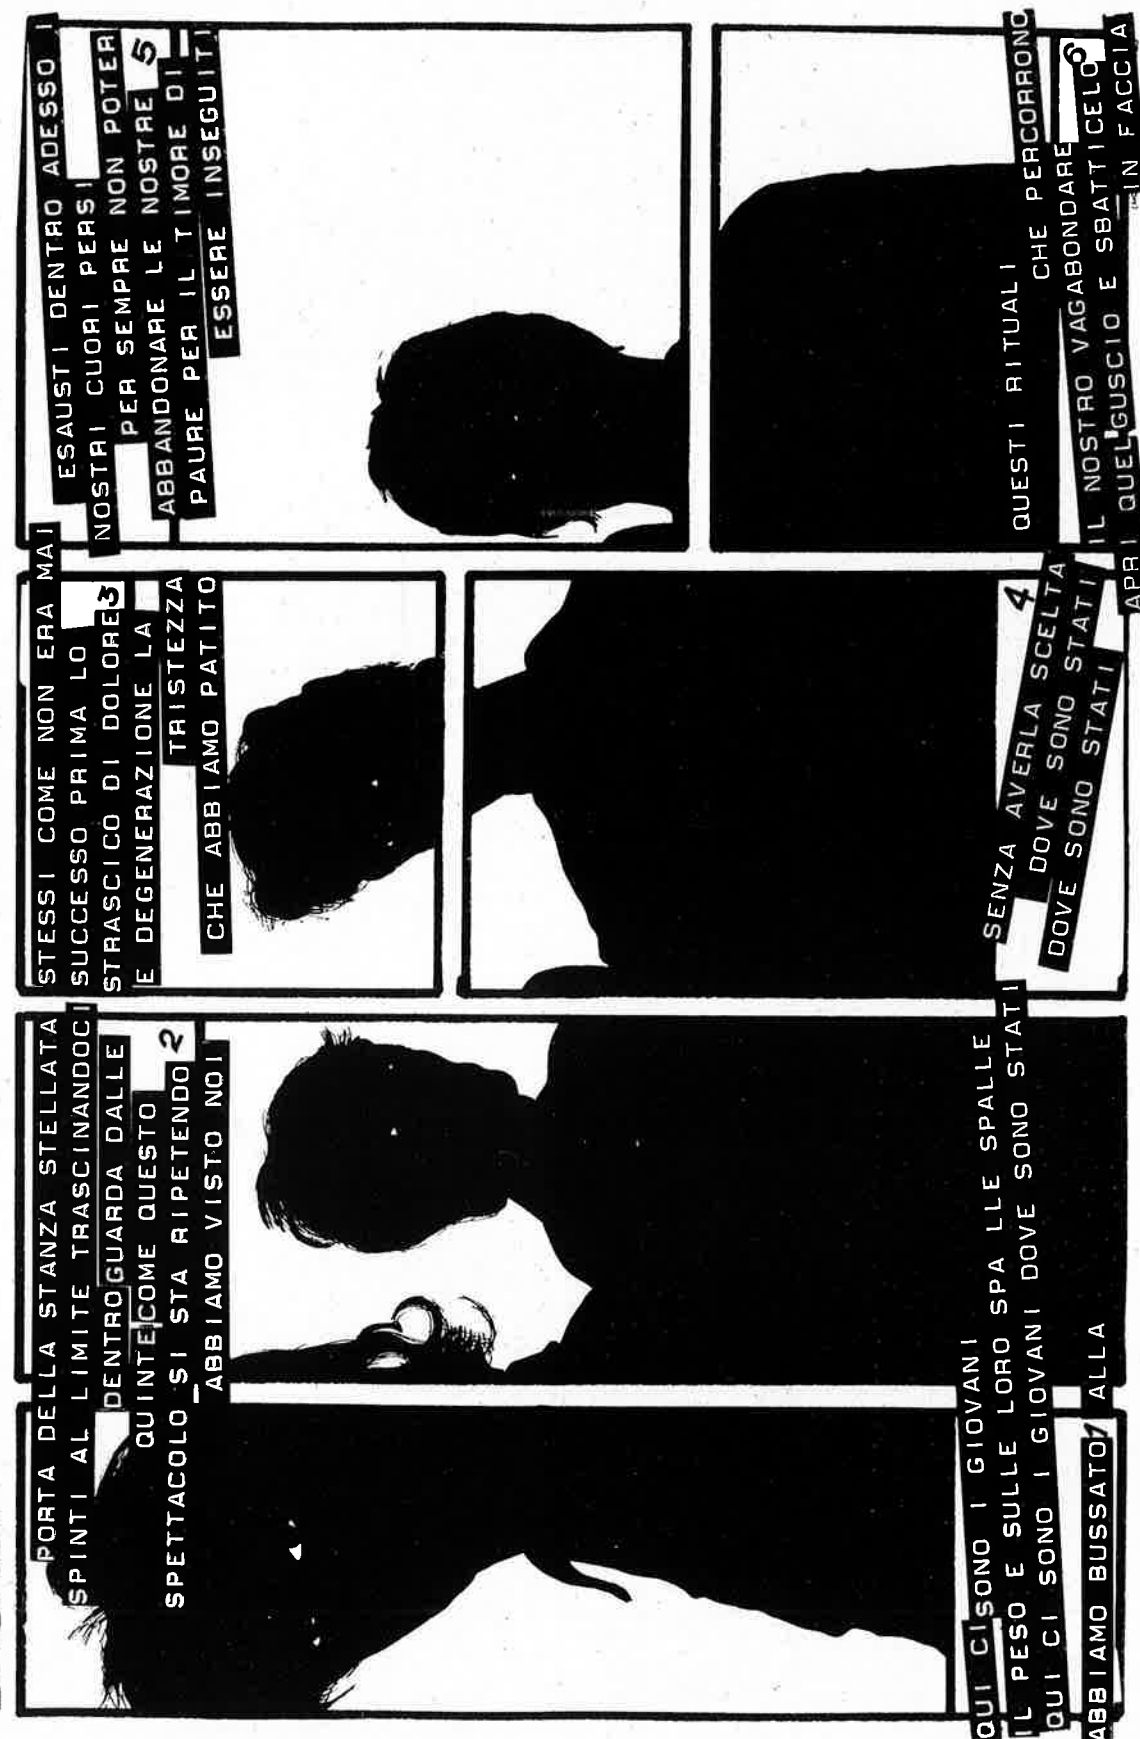 QUI CI SONO I GIOVANI
IL PESO E SULLE LORO SPA LLE SPALLE
QUI CI SONO I GIOVANI DOVE SONO STATI
ABBIAMO BUSSATO 1 ALLA
PORTA DELLA STANZA STELLATA
SPINTI AL LIMITE TRASCINANDOCI
DENTRO GUARDA DALLE
QUINTE COME QUESTO
2
SPETTACOLO SI STA RIPETENDO
ABBIAMO VISTO NOI
STESSI COME NON ERA MAI
SUCCESSO PRIMA LO
STRASCICO DI DOLORE 3
E DEGENERAZIONE LA
TRISTEZZA
CHE ABBIAMO PATITO
4
SENZA AVERLA SCELTA
DOVE SONO STATI
DOVE SONO STATI
ESAUSTI DENTRO ADESSO I
NOSTRI CUORI PERSI
PER SEMPRE NON POTER
ABBANDONARE LE NOSTRE 5
PAURE PER IL TIMORE DI
ESSERE INSEGUITI
QUESTI RITUALI
CHE PERCORRONO
IL NOSTRO VAGABONDARE 6
APRI QUEL GUSCIO E SBATTICELO
IN FACCIA